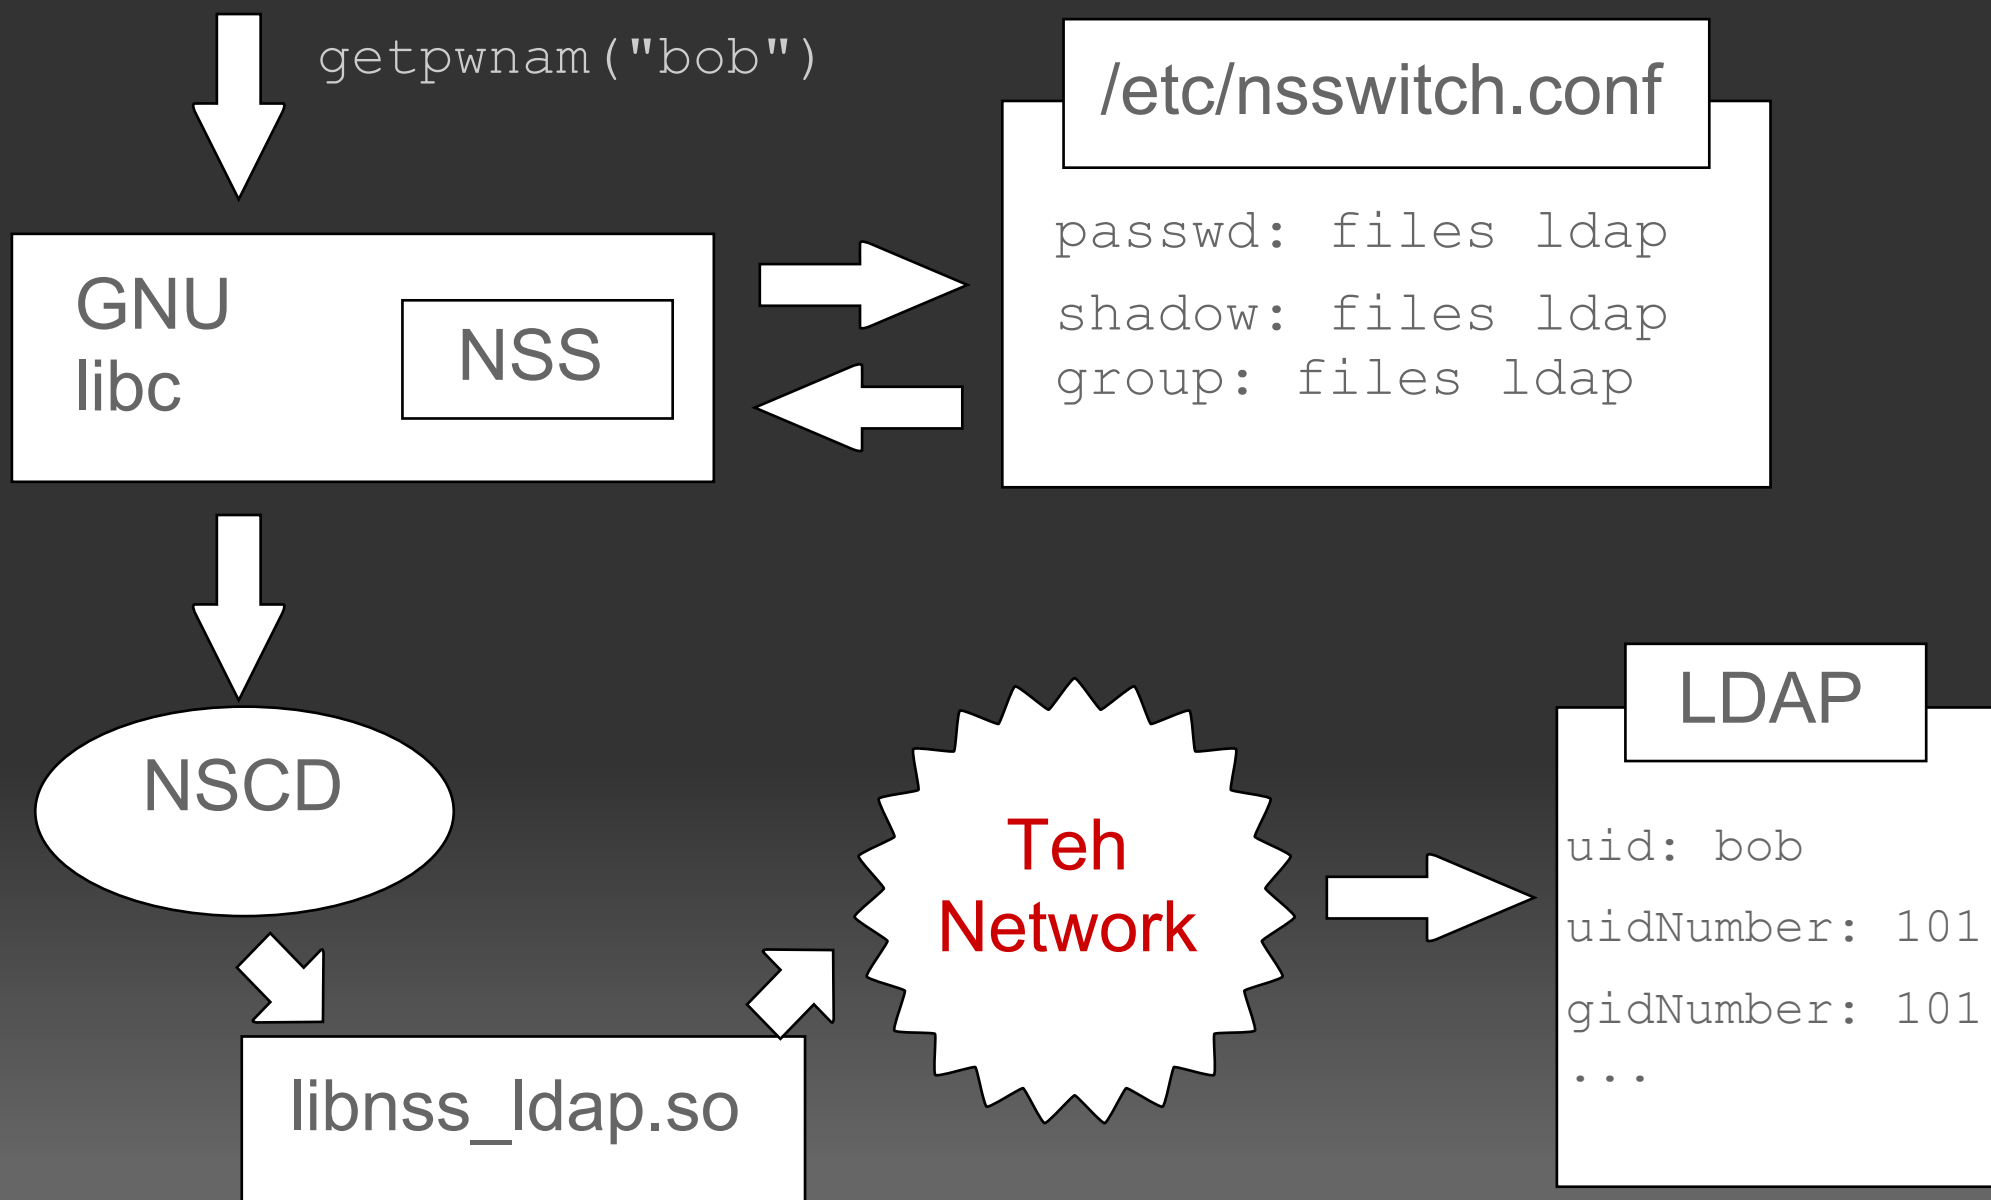 getpwnam("bob")
/etc/nsswitch.conf
passwd: files ldap
shadow: files ldap
group: files ldap
GNU
libc
NSS
NSCD
libnss_ldap.so
Teh
Network
LDAP
uid: bob
uidNumber: 101
gidNumber: 101
...